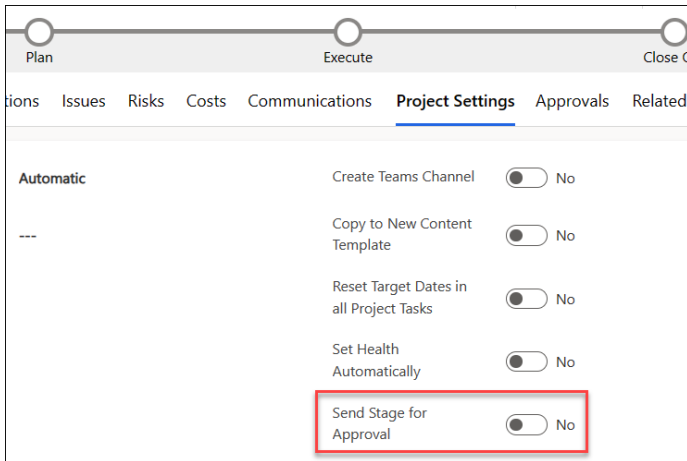 Plan
Execute
Close
Issues Risks Costs Communications Project Settings Approvals Related
Automatic
Create Teams Channel
No
---
Copy to New Content
Template
No
Reset Target Dates in
all Project Tasks
No
Set Health
Automatically
No
Send Stage for
Approval
No